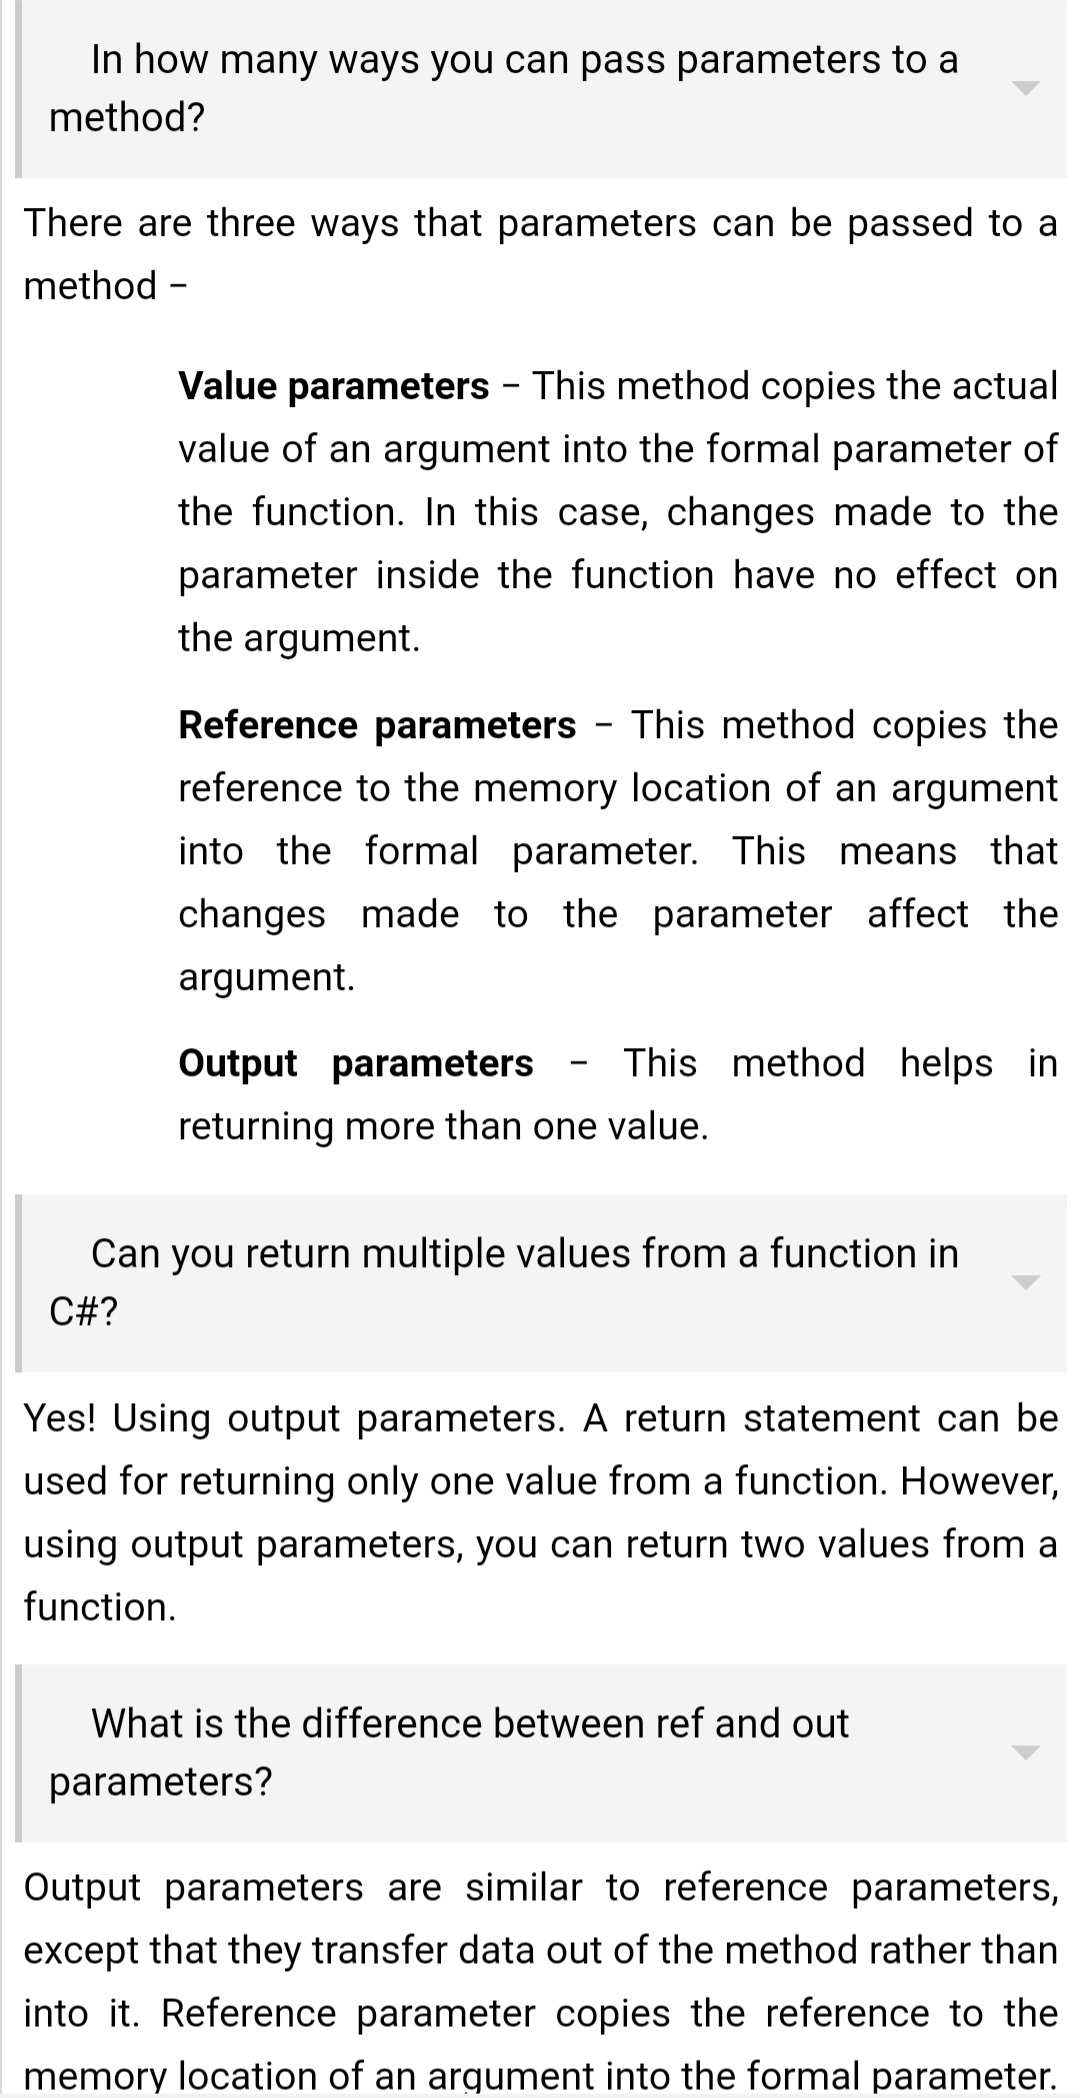 In how many ways you can pass parameters to a
method?
There are three ways that parameters can be passed to a
method −
Value parameters − This method copies the actual
value of an argument into the formal parameter of
the function. In this case, changes made to the
parameter inside the function have no effect on
the argument.
Reference parameters − This method copies the
reference to the memory location of an argument
into the formal parameter. This means that
changes made to the parameter affect the
argument.
Output parameters − This method helps in
returning more than one value.
Can you return multiple values from a function in
C#?
Yes! Using output parameters. A return statement can be
used for returning only one value from a function. However,
using output parameters, you can return two values from a
function.
What is the difference between ref and out
parameters?
Output parameters are similar to reference parameters,
except that they transfer data out of the method rather than
into it. Reference parameter copies the reference to the
memory location of an argument into the formal parameter.